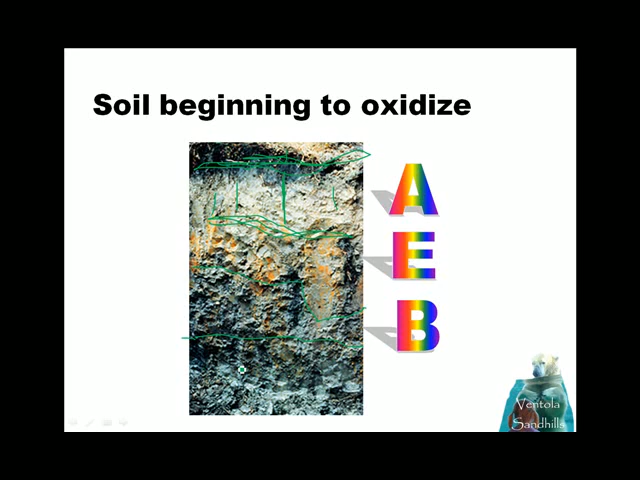 Soil beginning to oxidize
A
E
B
Ventola
Sandhills